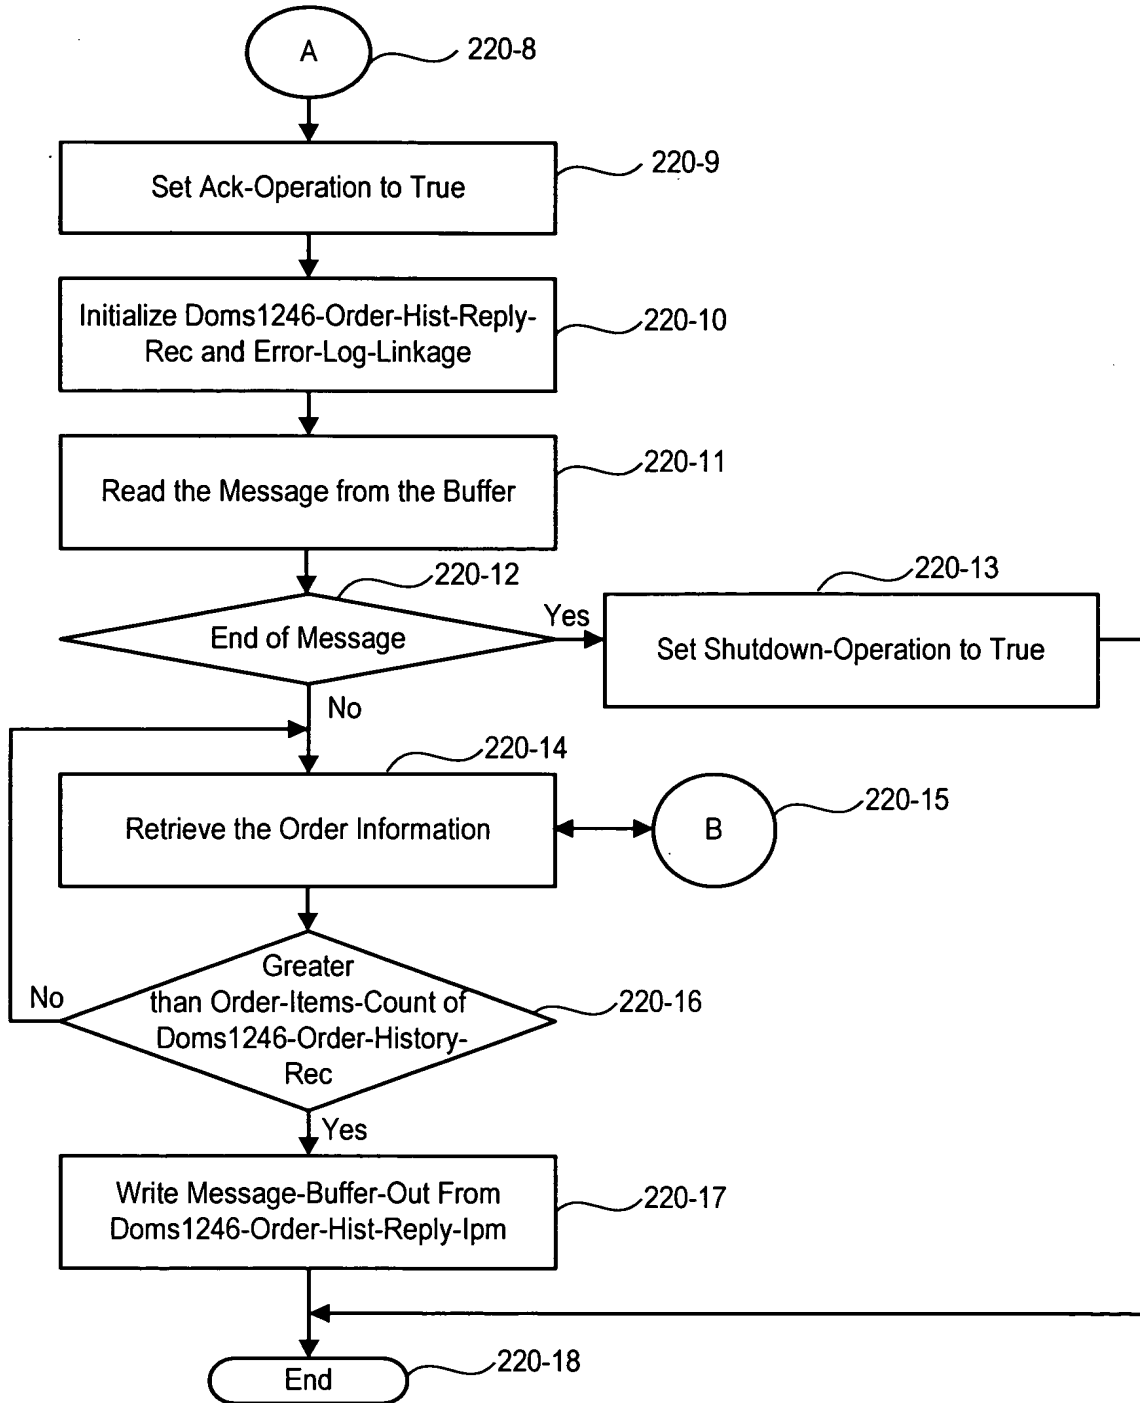 A
220-8
220-9
Set Ack-Operation to True
Initialize Doms1246-Order-Hist-Reply-
Rec and Error-Log-Linkage
220-10
220-11
Read the Message from the Buffer
220-12
220-13
End of Message
Yes
Set Shutdown-Operation to True
No
220-14
220-15
Retrieve the Order Information
B
Greater
than Order-Items-Count of
Doms1246-Order-History-
Rec
No
220-16
Yes
Write Message-Buffer-Out From
Doms1246-Order-Hist-Reply-Ipm
220-17
End
220-18